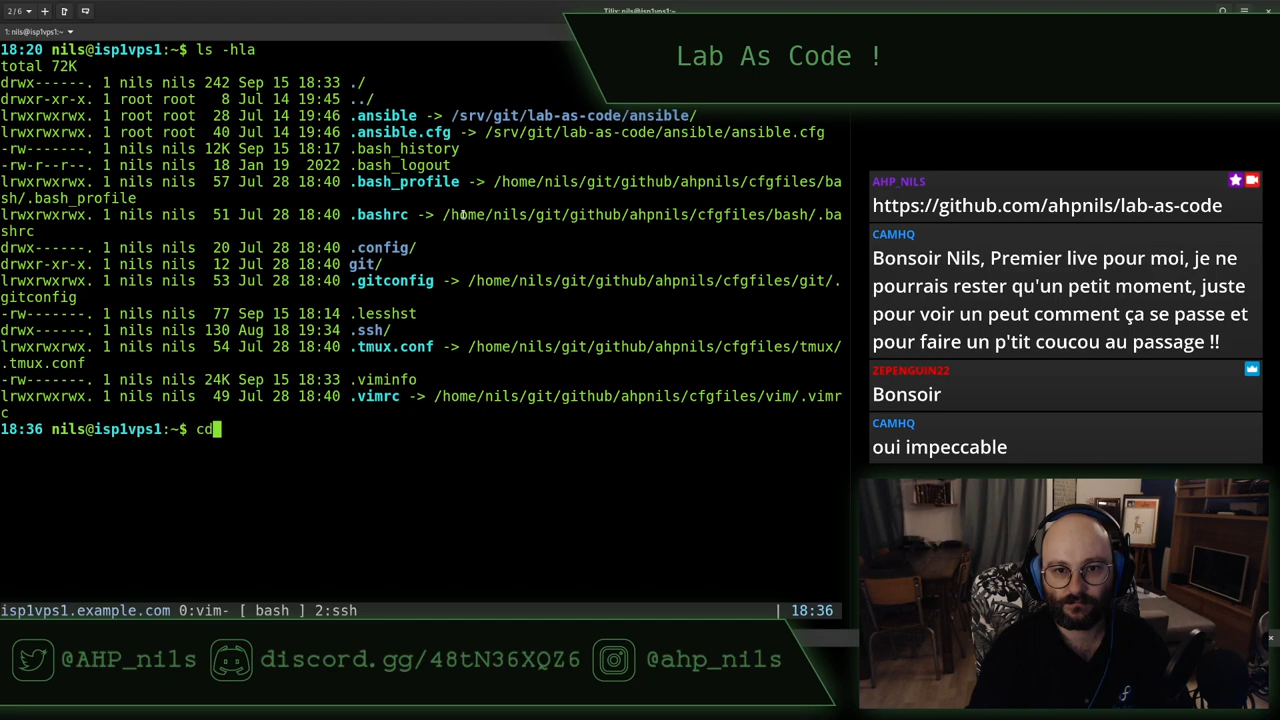 2/6
Tilix: nils@isp1vps1:~
1: nils@isp1vps1:~
18:20 nils@isp1vps1:~$ ls -hla
total 72K
drwx------. 1 nils nils 242 Sep 15 18:33 ./
drwxr-xr-x. 1 root root   8 Jul 14 19:45 ../
lrwxrwxrwx. 1 root root  28 Jul 14 19:46 .ansible -> /srv/git/lab-as-code/ansible/
lrwxrwxrwx. 1 root root  40 Jul 14 19:46 .ansible.cfg -> /srv/git/lab-as-code/ansible/ansible.cfg
-rw-------. 1 nils nils 12K Sep 15 18:17 .bash_history
-rw-r--r--. 1 nils nils  18 Jan 19  2022 .bash_logout
lrwxrwxrwx. 1 nils nils  57 Jul 28 18:40 .bash_profile -> /home/nils/git/github/ahpnils/cfgfiles/ba
sh/.bash_profile
lrwxrwxrwx. 1 nils nils  51 Jul 28 18:40 .bashrc -> /home/nils/git/github/ahpnils/cfgfiles/bash/.ba
shrc
drwx------. 1 nils nils  20 Jul 28 18:40 .config/
drwxr-xr-x. 1 nils nils  12 Jul 28 18:40 git/
lrwxrwxrwx. 1 nils nils  53 Jul 28 18:40 .gitconfig -> /home/nils/git/github/ahpnils/cfgfiles/git/.
gitconfig
-rw-------. 1 nils nils  77 Sep 15 18:14 .lesshst
drwx------. 1 nils nils 130 Aug 18 19:34 .ssh/
lrwxrwxrwx. 1 nils nils  54 Jul 28 18:40 .tmux.conf -> /home/nils/git/github/ahpnils/cfgfiles/tmux/
.tmux.conf
-rw-------. 1 nils nils 24K Sep 15 18:33 .viminfo
lrwxrwxrwx. 1 nils nils  49 Jul 28 18:40 .vimrc -> /home/nils/git/github/ahpnils/cfgfiles/vim/.vimr
c
18:36 nils@isp1vps1:~$ cd
isp1vps1.example.com 0:vim- [ bash ] 2:ssh | 18:36
Lab As Code !
AHP_NILS
https://github.com/ahpnils/lab-as-code
CAMHQ
Bonsoir Nils, Premier live pour moi, je ne
pourrais rester qu'un petit moment, juste
pour voir un peut comment ça se passe et
pour faire un p'tit coucou au passage !!
ZEPENGUIN22
Bonsoir
CAMHQ
oui impeccable
@AHP_nils discord.gg/48tN36XQZ6 @ahp_nils